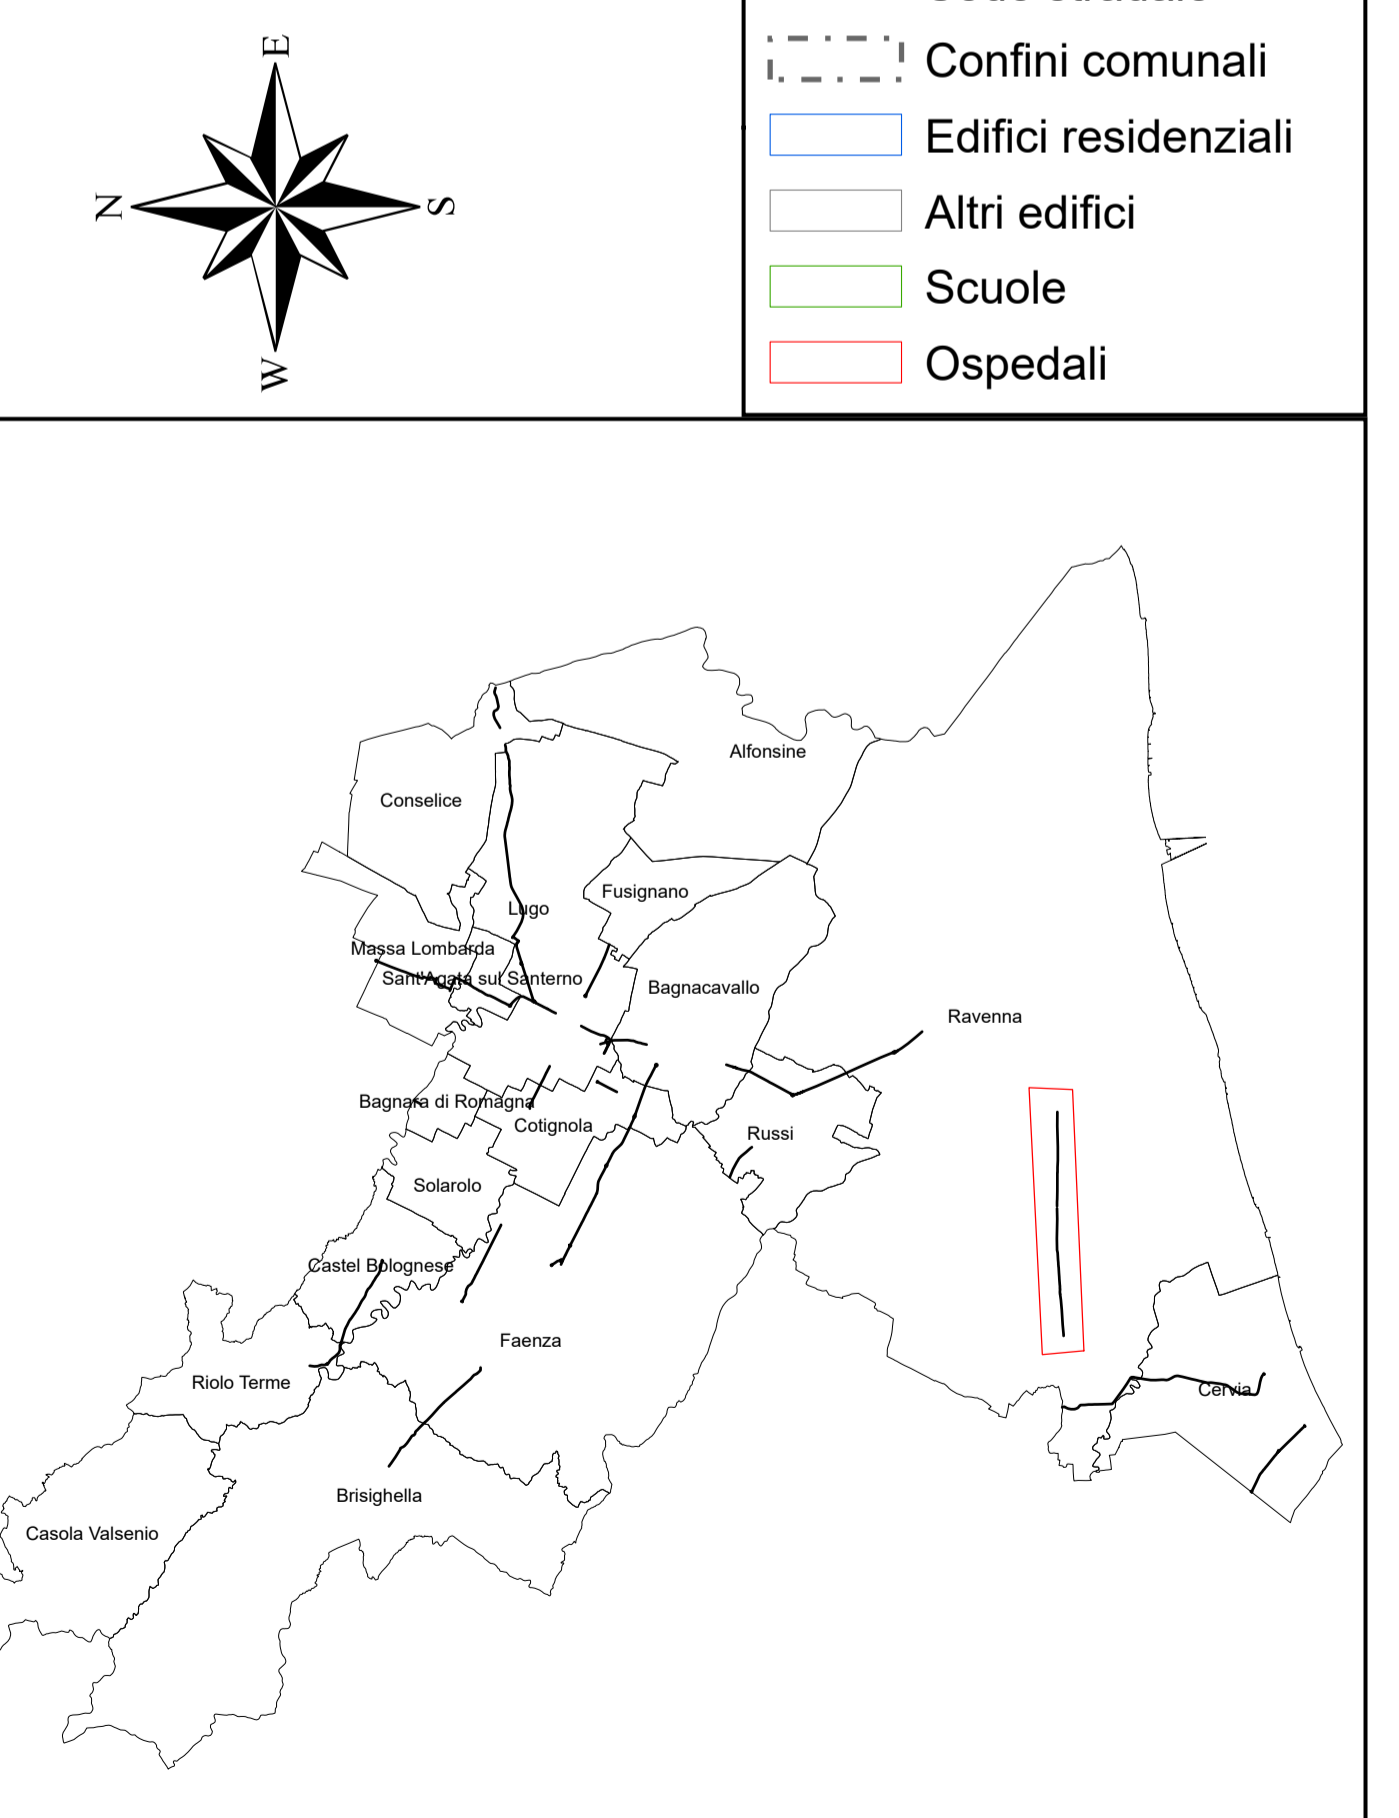 E
N
S
W
Confini comunali
Edifici residenziali
Altri edifici
Scuole
Ospedali
Alfonsine
Conselice
Fusignano
Lugo
Massa Lombarda
Sant'Agata sul Santerno
Bagnacavallo
Ravenna
Bagnara di Romagna
Cotignola
Russi
Solarolo
Castel Bolognese
Faenza
Riolo Terme
Cervia
Brisighella
Casola Valsenio